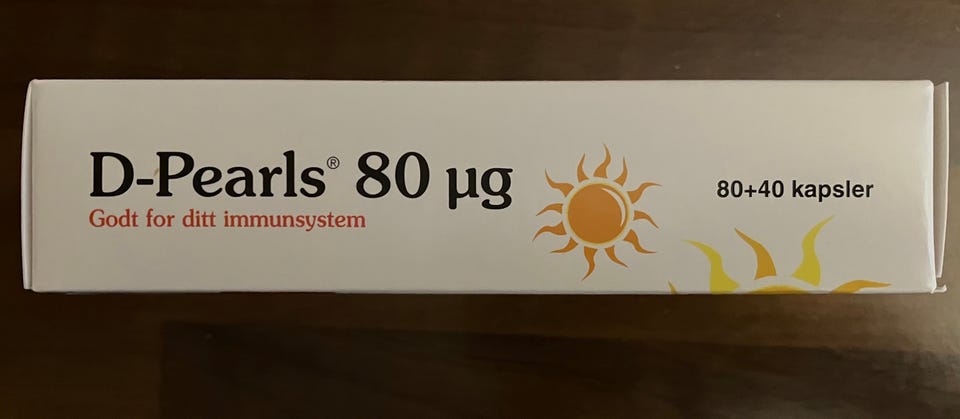 D-Pearls® 80 µg
Godt for ditt immunsystem
80+40 kapsler